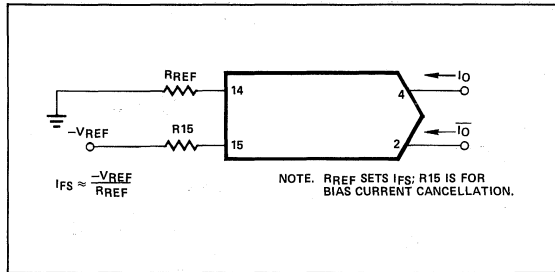 RREF
14
4
IO
-VREF
R15
15
2
IO
IFS ≈ -VREF
RREF
NOTE. RREF SETS IFS; R15 IS FOR
BIAS CURRENT CANCELLATION.